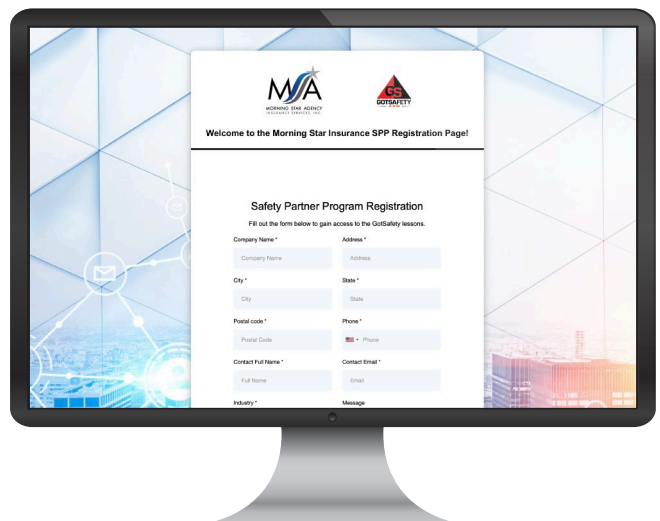 MSA
MORNING STAR AGENCY
INSURANCE SERVICES, INC.
GS
GOTSAFETY
Welcome to the Morning Star Insurance SPP Registration Page!
Safety Partner Program Registration
Fill out the form below to gain access to the GotSafety lessons.
Company Name * Address *
Company Name Address
City * State *
City State
Postal code * Phone *
Postal Code Phone
Contact Full Name * Contact Email *
Full Name Email
Industry * Message